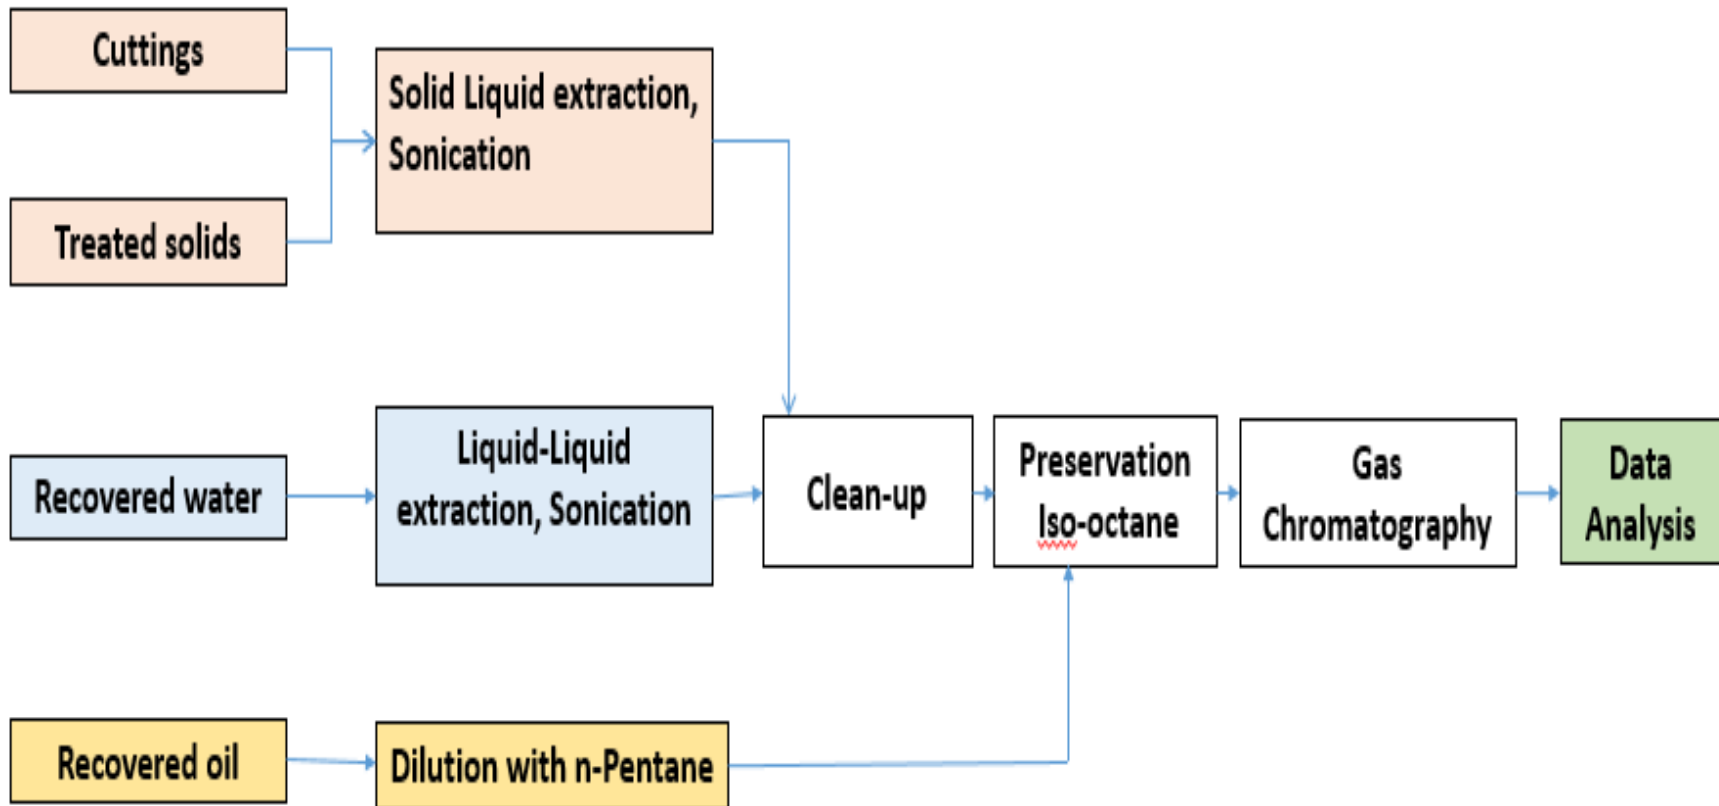 Cuttings
Solid Liquid extraction,
Sonication
Treated solids
Recovered water
Liquid-Liquid
extraction, Sonication
Clean-up
Preservation
Iso-octane
Gas
Chromatography
Data
Analysis
Recovered oil
Dilution with n-Pentane